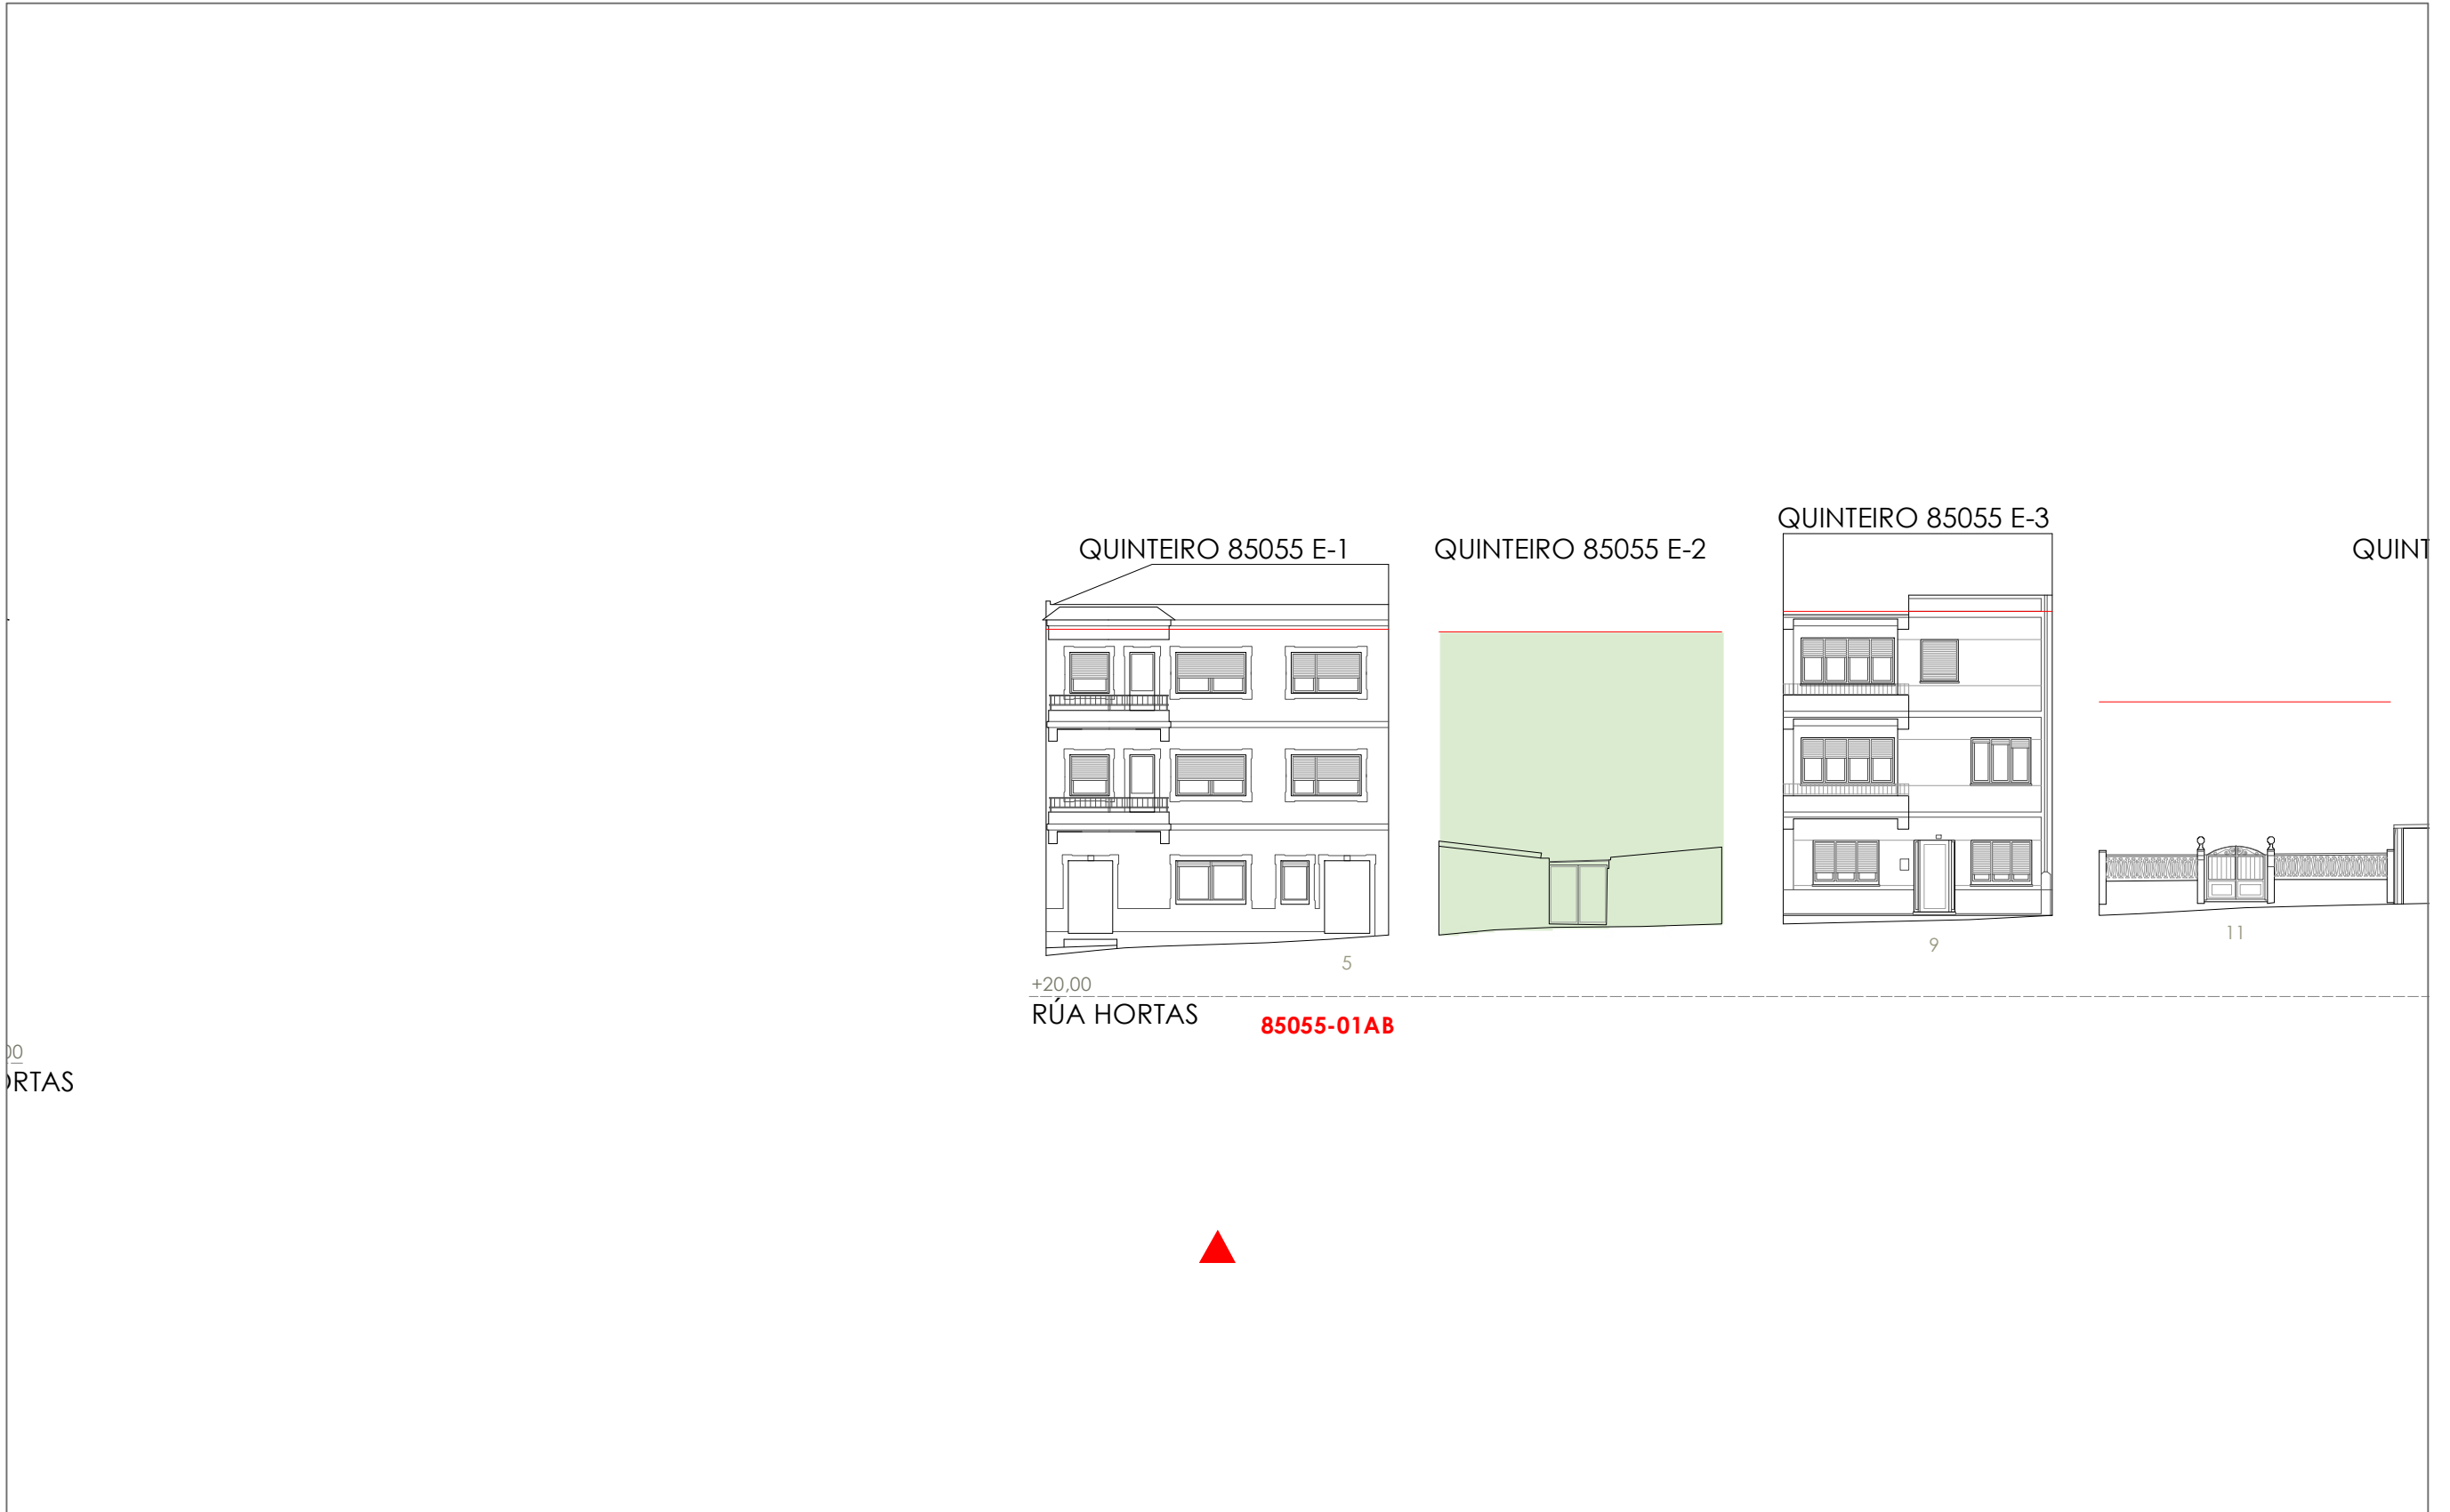 QUINTEIRO 85055 E-3
QUINTEIRO 85055 E-1
QUINTEIRO 85055 E-2
11
9
5
+20,00
RÚA HORTAS
85055-01AB